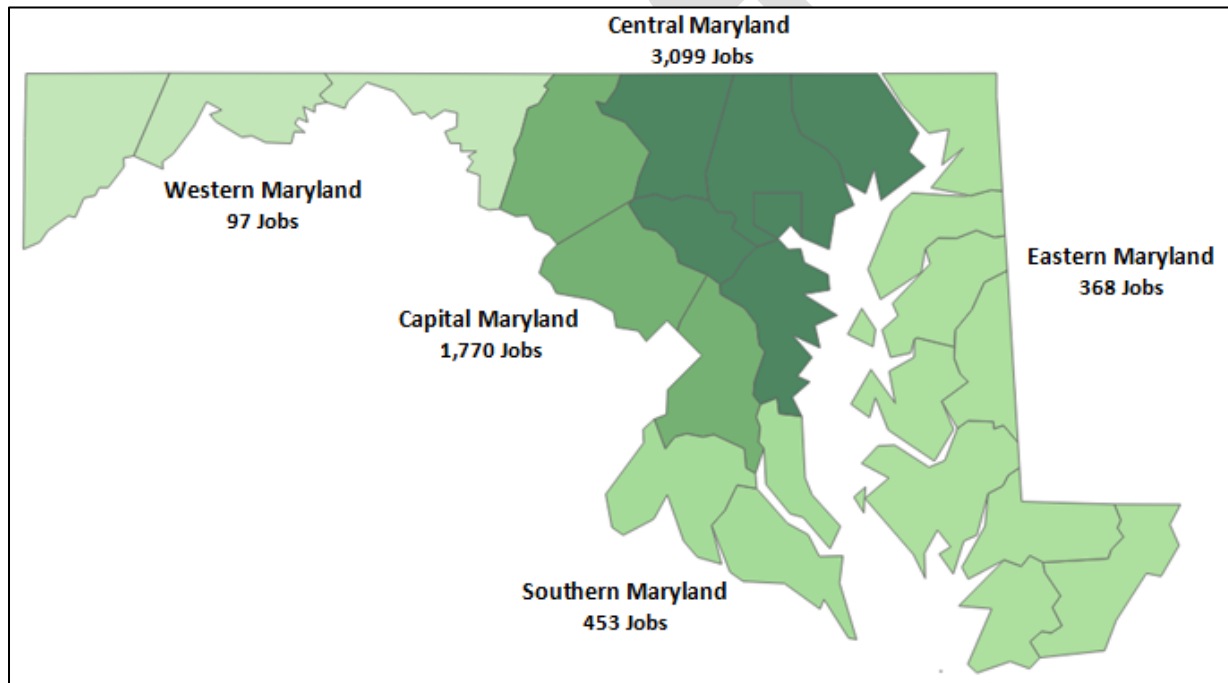 Central Maryland
3,099 Jobs
Western Maryland
97 Jobs
Eastern Maryland
368 Jobs
Capital Maryland
1,770 Jobs
Southern Maryland
453 Jobs